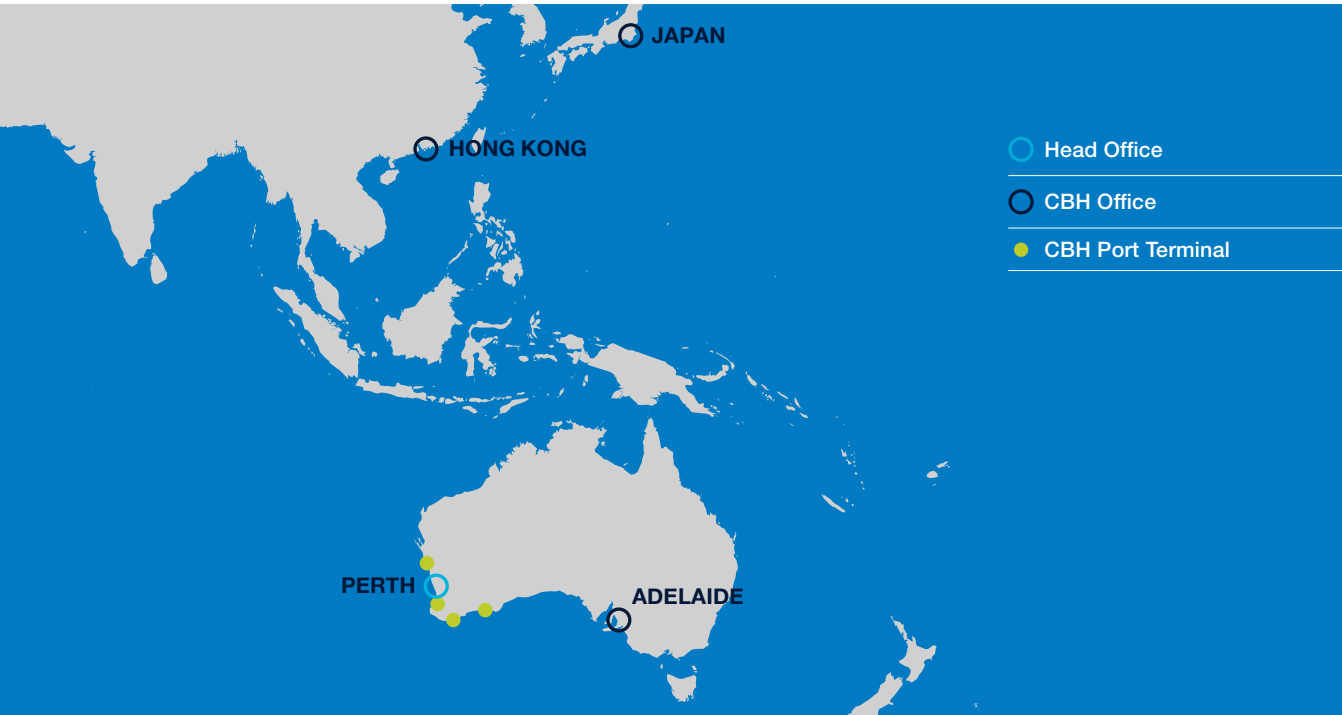 JAPAN
HONG KONG
Head Office
CBH Office
CBH Port Terminal
PERTH
ADELAIDE